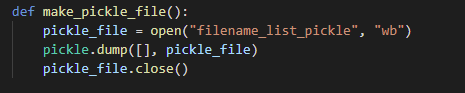 def make_pickle_file():
    pickle_file = open("filename_list_pickle", "wb")
    pickle.dump([], pickle_file)
    pickle_file.close()